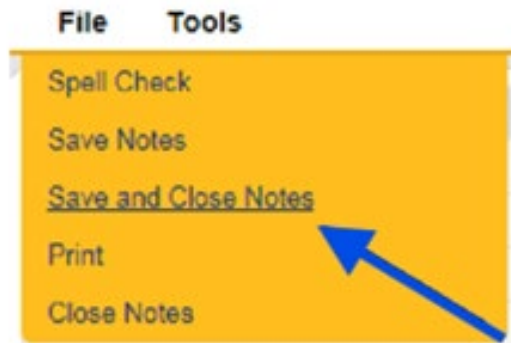 File Tools
Spell Check
Save Notes
Save and Close Notes
Print
Close Notes